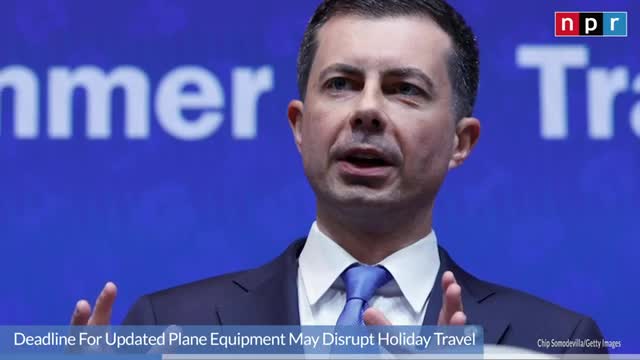 npr
mmer Tra
Deadline For Updated Plane Equipment May Disrupt Holiday Travel
Chip Somodevilla/Getty Images